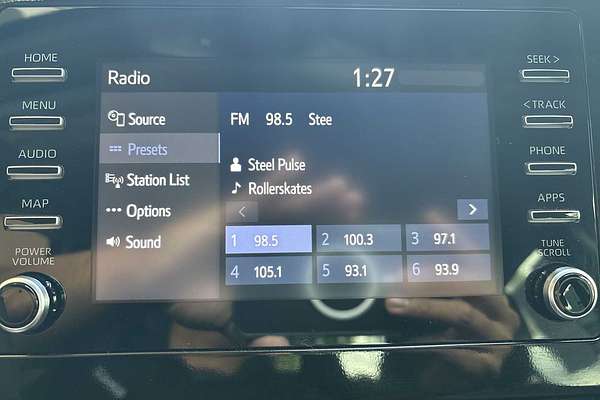 HOME
MENU
AUDIO
MAP
POWER
VOLUME
Radio
1:27
Source
Presets
Station List
Options
Sound
FM 98.5 Stee
Steel Pulse
Rollerskates
< >
1 98.5
2 100.3
3 97.1
4 105.1
5 93.1
6 93.9
SEEK >
< TRACK
PHONE
APPS
TUNE
SCROLL